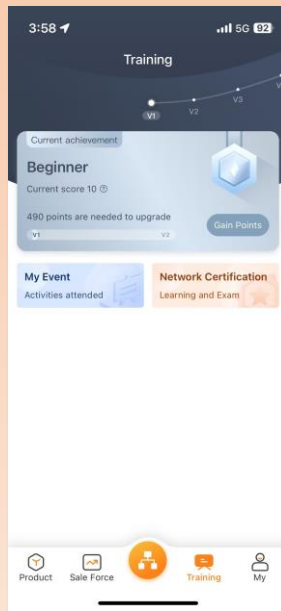 3:58 5G 92
Training
V1 V2 V3
Current achievement
Beginner
Current score 10 ?
490 points are needed to upgrade
Gain Points
V1 V2
My Event
Activities attended
Network Certification
Learning and Exam
Product Sale Force Training My